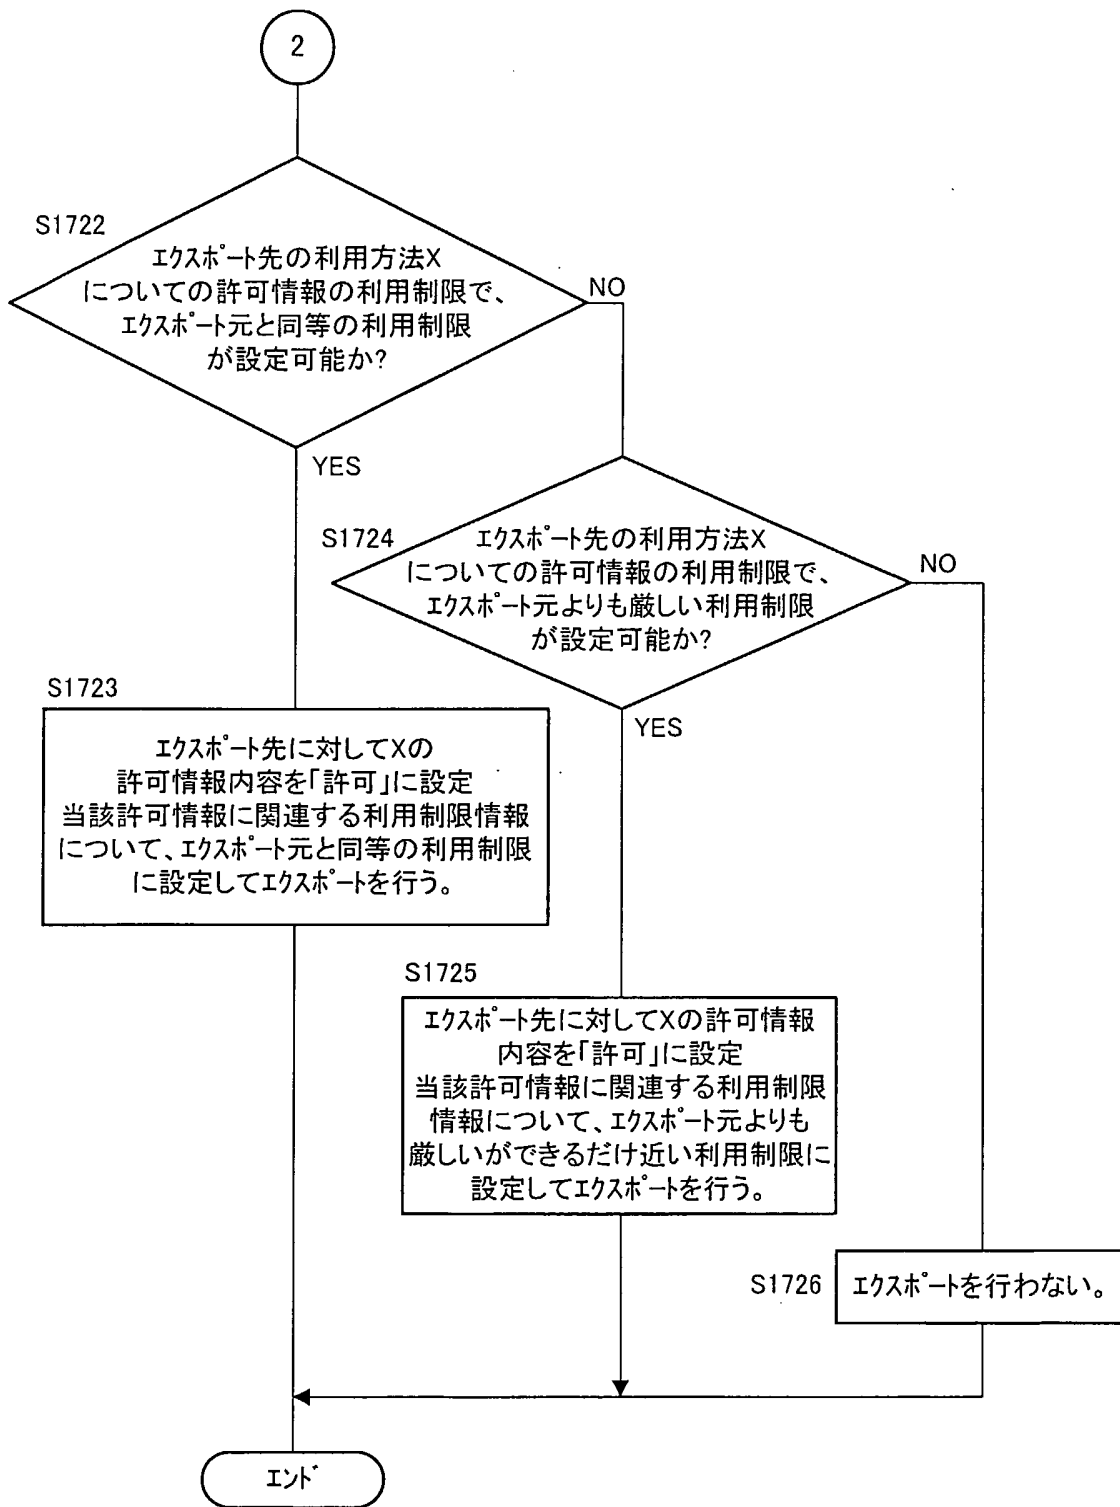 2
S1722
エクスポート先の利用方法X
についての許可情報の利用制限で、
エクスポート元と同等の利用制限
が設定可能か?
NO
YES
S1724
エクスポート先の利用方法X
についての許可情報の利用制限で、
エクスポート元よりも厳しい利用制限
が設定可能か?
NO
YES
S1723
エクスポート先に対してXの
許可情報内容を「許可」に設定
当該許可情報に関連する利用制限情報
について、エクスポート元と同等の利用制限
に設定してエクスポートを行う。
S1725
エクスポート先に対してXの許可情報
内容を「許可」に設定
当該許可情報に関連する利用制限
情報について、エクスポート元よりも
厳しいができるだけ近い利用制限に
設定してエクスポートを行う。
S1726
エクスポートを行わない。
エンド